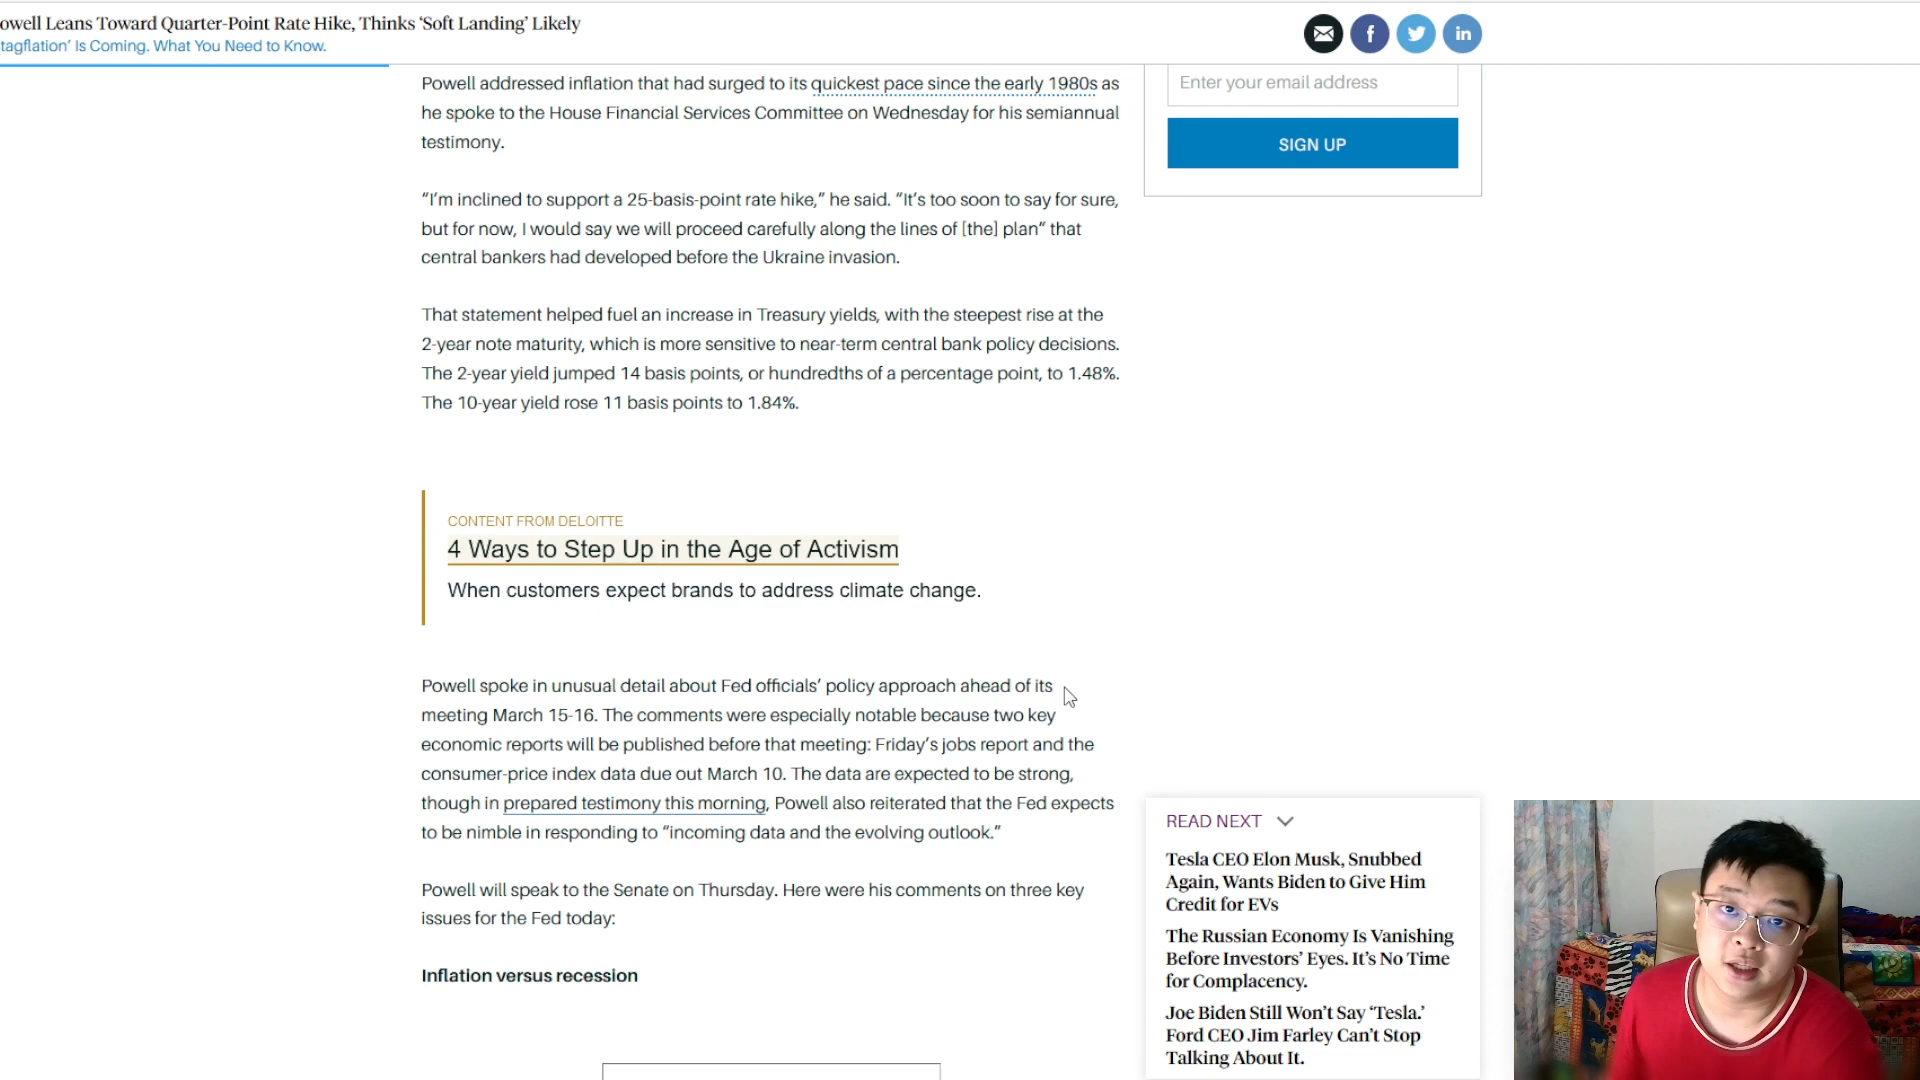 owell Leans Toward Quarter-Point Rate Hike, Thinks ‘Soft Landing’ Likely
tagflation’ Is Coming. What You Need to Know.
f
in
Powell addressed inflation that had surged to its quickest pace since the early 1980s as
he spoke to the House Financial Services Committee on Wednesday for his semiannual
testimony.
“I’m inclined to support a 25-basis-point rate hike,” he said. “It’s too soon to say for sure,
but for now, I would say we will proceed carefully along the lines of [the] plan” that
central bankers had developed before the Ukraine invasion.
That statement helped fuel an increase in Treasury yields, with the steepest rise at the
2-year note maturity, which is more sensitive to near-term central bank policy decisions.
The 2-year yield jumped 14 basis points, or hundredths of a percentage point, to 1.48%.
The 10-year yield rose 11 basis points to 1.84%.
CONTENT FROM DELOITTE
4 Ways to Step Up in the Age of Activism
When customers expect brands to address climate change.
Powell spoke in unusual detail about Fed officials’ policy approach ahead of its
meeting March 15-16. The comments were especially notable because two key
economic reports will be published before that meeting: Friday’s jobs report and the
consumer-price index data due out March 10. The data are expected to be strong,
though in prepared testimony this morning, Powell also reiterated that the Fed expects
to be nimble in responding to “incoming data and the evolving outlook.”
Powell will speak to the Senate on Thursday. Here were his comments on three key
issues for the Fed today:
Inflation versus recession
Enter your email address
SIGN UP
READ NEXT
Tesla CEO Elon Musk, Snubbed
Again, Wants Biden to Give Him
Credit for EVs
The Russian Economy Is Vanishing
Before Investors’ Eyes. It’s No Time
for Complacency.
Joe Biden Still Won’t Say ‘Tesla.’
Ford CEO Jim Farley Can’t Stop
Talking About It.